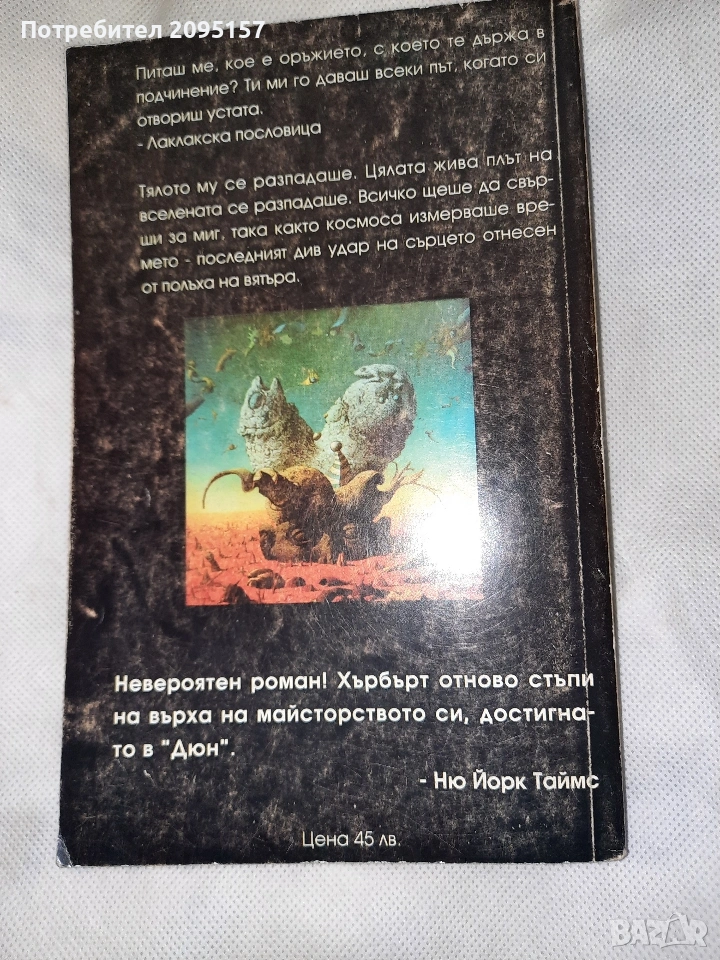 Потребител 2095157
Питаш ме, кое е оръжието, с което те държа в
подчинение? Ти ми го даваш всеки път, когато си
отвориш устата.
- Лаклакска пословица
Тялото му се разпадаше. Цялата жива плът на
вселената се разпадаше. Всичко щеше да свър-
ши за миг, така както космоса измерваше вре-
мето - последният див удар на сърцето отнесен
от полъха на вятъра.
Невероятен роман! Хърбърт отново стъпи
на върха на майсторството си, достигна-
то в "Дюн".
- Ню Йорк Таймс
Цена 45 лв.
BAZAR